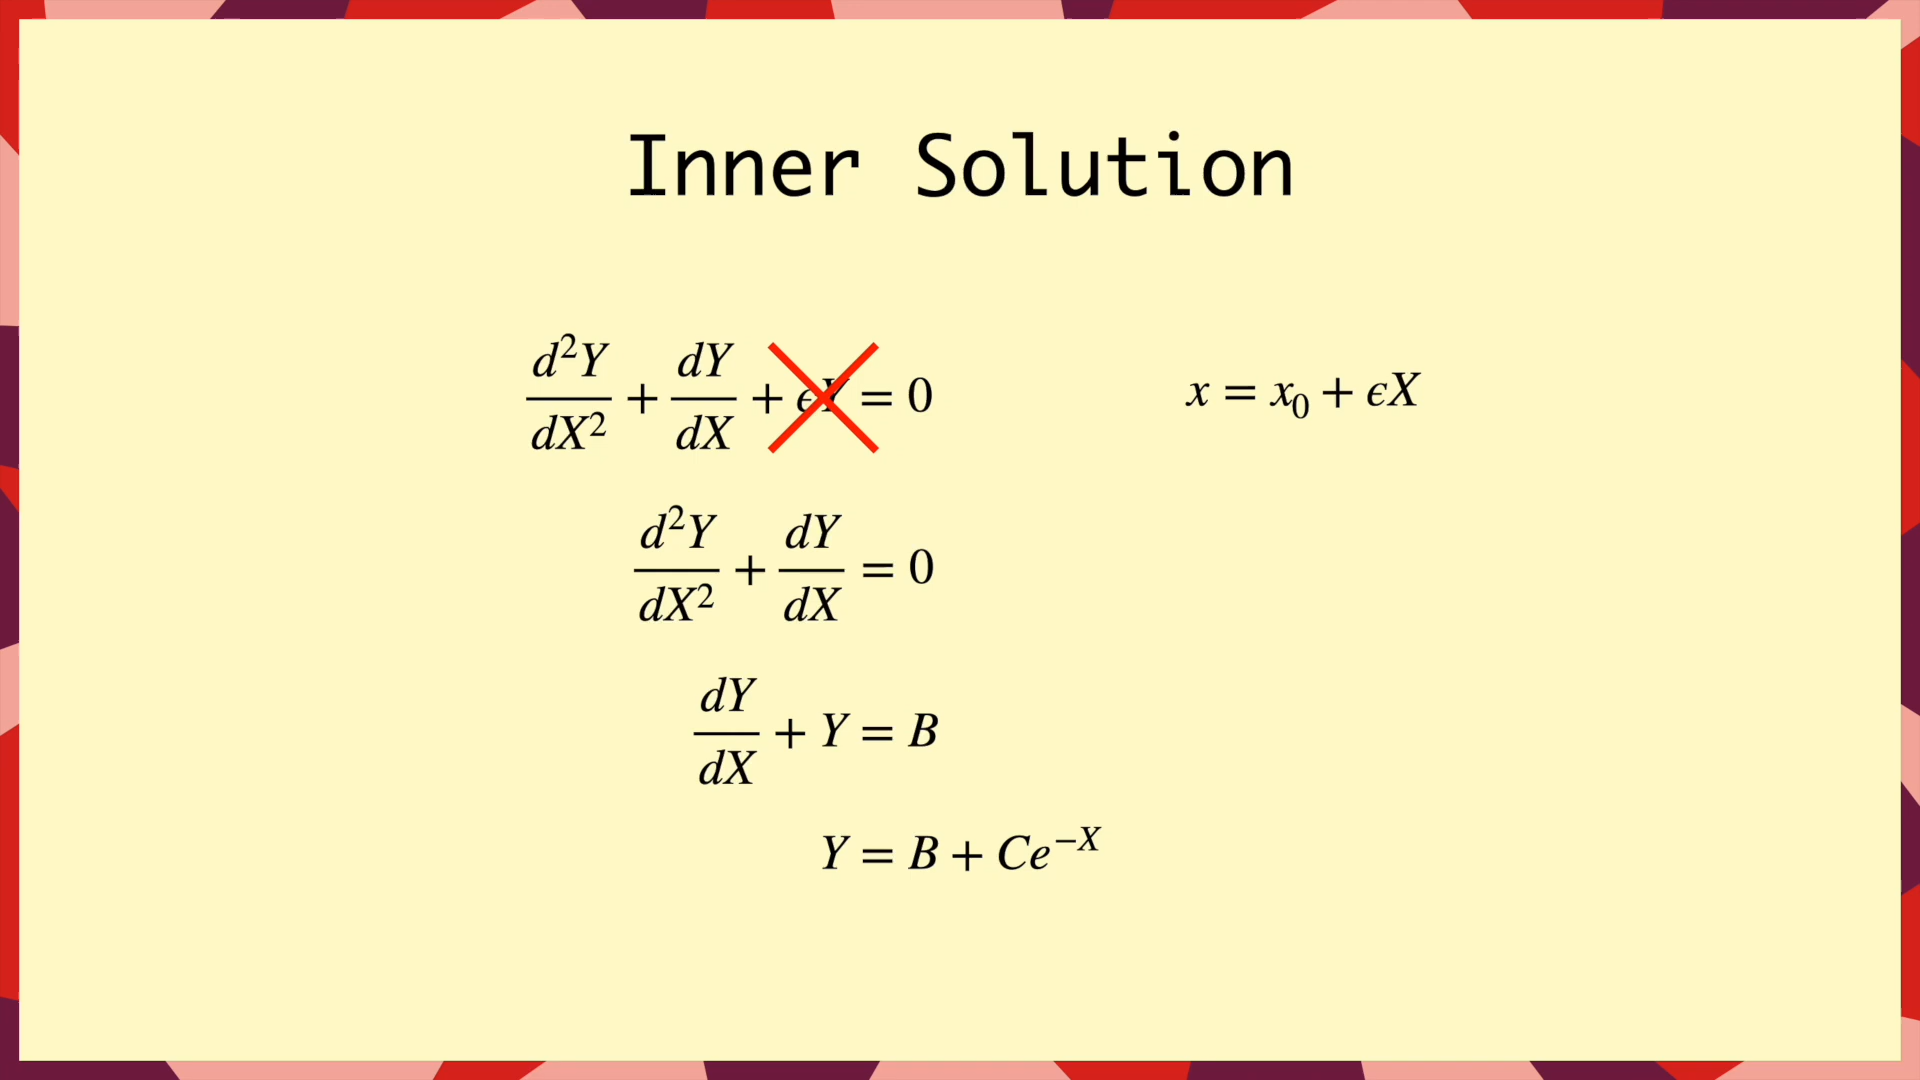 Inner Solution
d²Y/dX² + dY/dX + ϵY = 0
x = x₀ + ϵX
d²Y/dX² + dY/dX = 0
dY/dX + Y = B
Y = B + Ce⁻ˣ